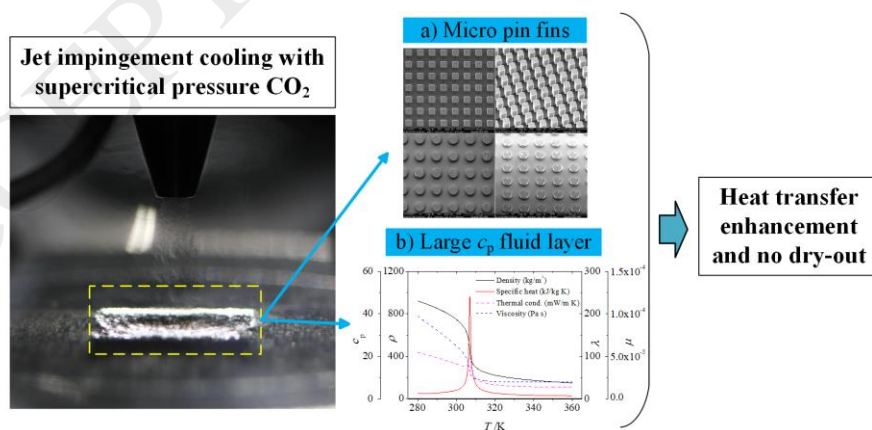 Jet impingement cooling with
supercritical pressure CO₂
a) Micro pin fins
b) Large cp fluid layer
60 1200
40 800
20 400
0 0
cp
ρ
Density (kg/m³)
Specific heat (kJ/kg K)
Thermal cond. (mW/m K)
Viscosity (Pa s)
300 1.5x10⁻⁴
200 1.0x10⁻⁴
100 5.0x10⁻⁵
0 0.0
λ
μ
280 300 320 340 360
T /K
Heat transfer
enhancement
and no dry-out